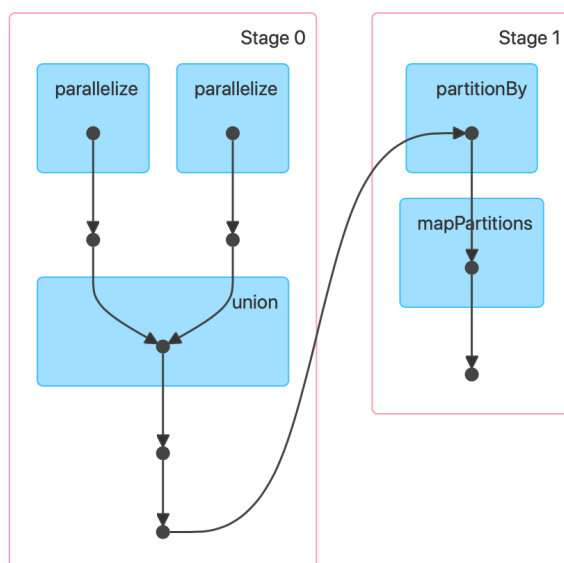 Stage 0
parallelize
parallelize
union
Stage 1
partitionBy
mapPartitions